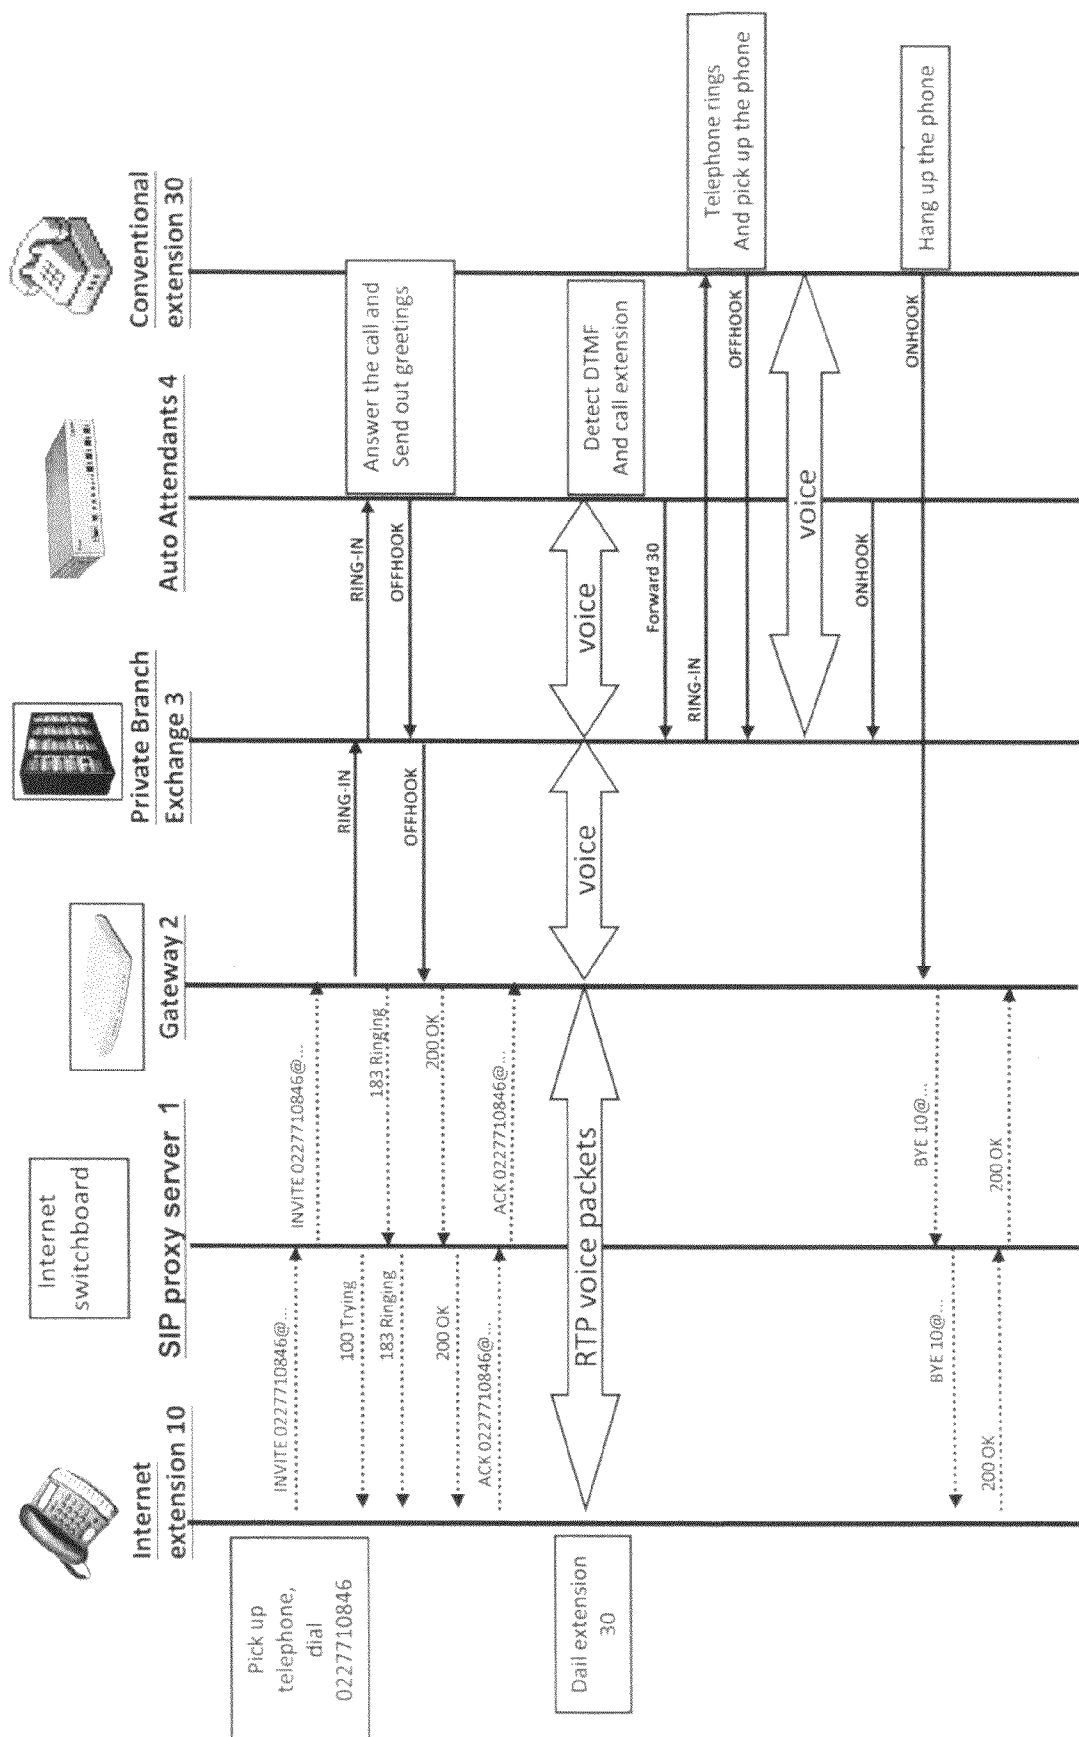 Internet
extension 10
Internet
switchboard
SIP proxy server 1
Gateway 2
Private Branch
Exchange 3
Auto Attendants 4
Conventional
extension 30
Pick up
telephone,
dial
0227710846
INVITE 0227710846@...
INVITE 0227710846@...
RING-IN
RING-IN
Answer the call and
Send out greetings
100 Trying
183 Ringing
183 Ringing
OFFHOOK
OFFHOOK
200 OK
200 OK
ACK 0227710846@...
ACK 0227710846@...
Dail extension
30
RTP voice packets
voice
voice
Detect DTMF
And call extension
Forward 30
RING-IN
Telephone rings
And pick up the phone
OFFHOOK
voice
ONHOOK
ONHOOK
Hang up the phone
BYE 10@...
BYE 10@...
200 OK
200 OK